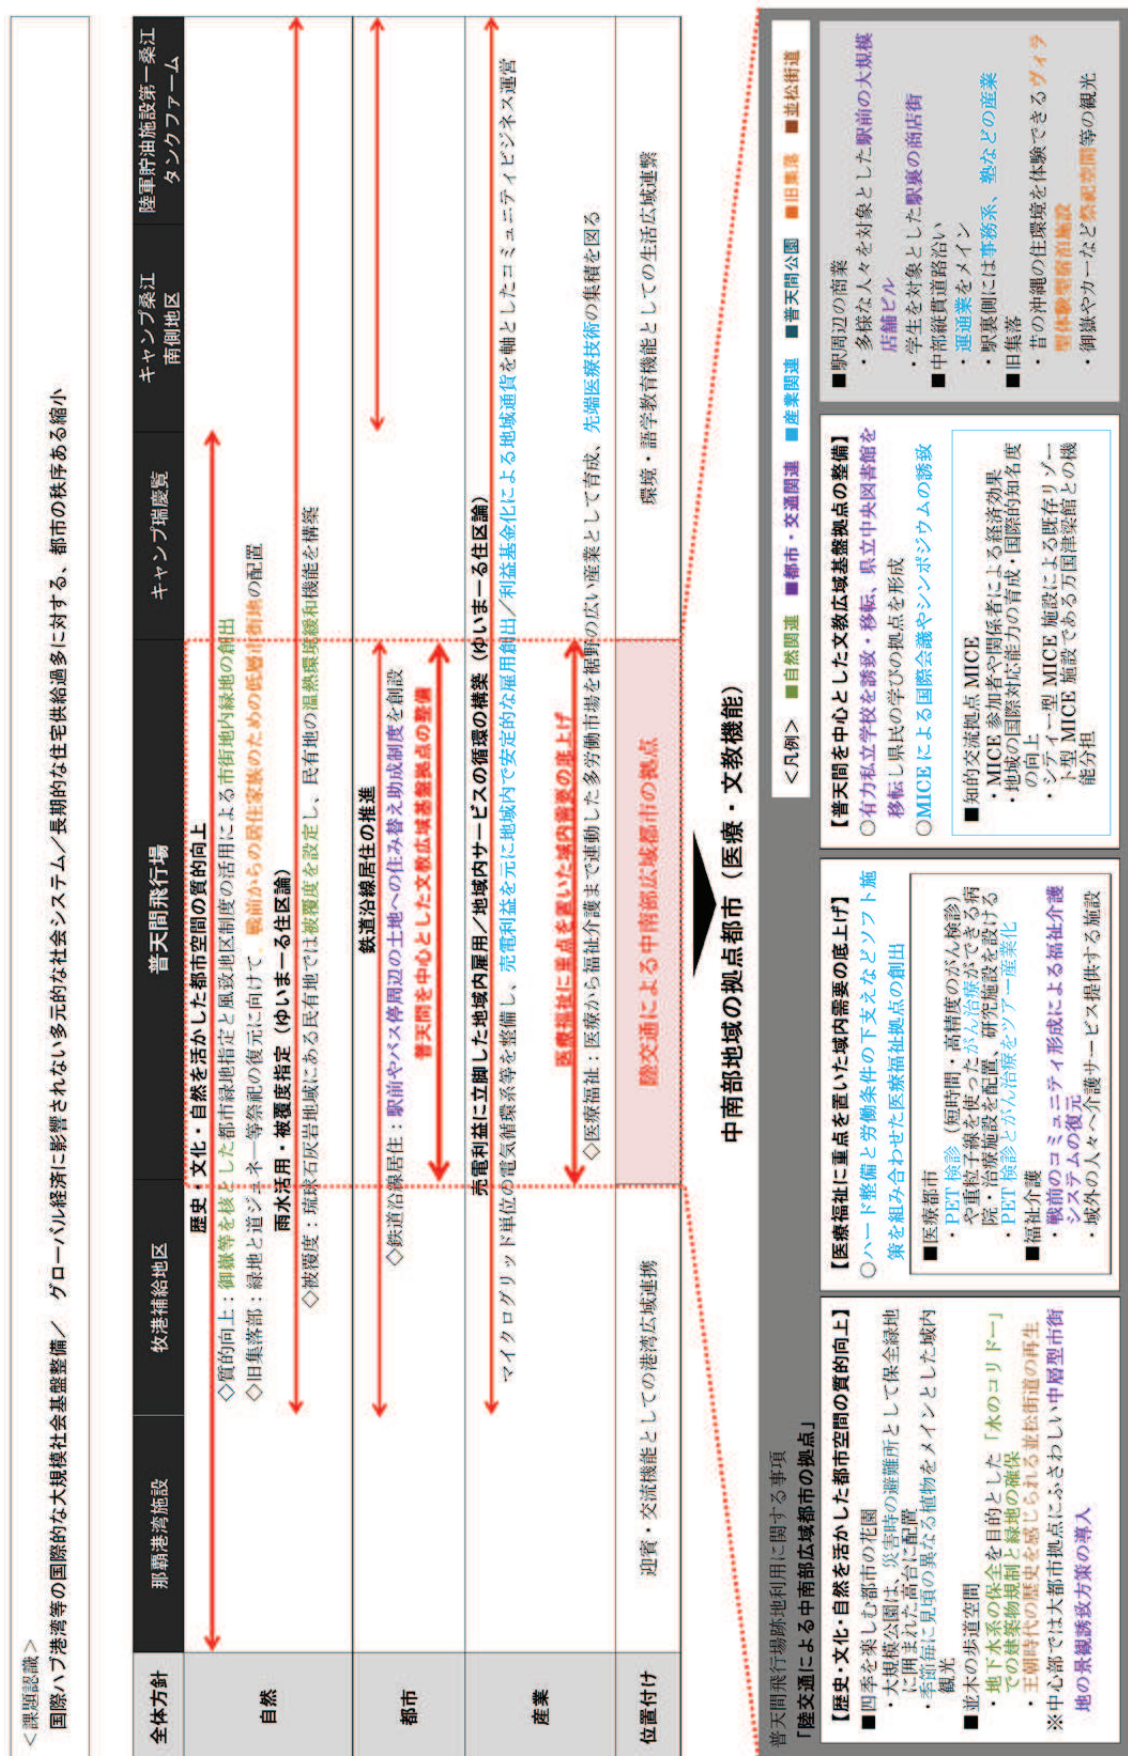 <課題認識>
国際ハブ港湾等の国際的な大規模社会基盤整備/ グローバル経済に影響されない多元的な社会システム/長期的な住宅供給過多に対する、都市の秩序ある縮小
全体方針
那覇港湾施設
牧港補給地区
普天間飛行場
キャンプ瑞慶覧
キャンプ桑江
南側地区
陸軍貯油施設第一桑江
タンクファーム
自然
歴史・文化・自然を活かした都市空間の質的向上
◇質的向上：御嶽等を核とした都市緑地指定と風致地区制度の活用による市街地内緑地の創出
◇旧集落部：緑地と道ジュネー等祭祀の復元に向けて、戦前からの居住家族のための低層市街地の配置
雨水活用・被覆度指定（ゆいまーる住区論）
◇被覆度：琉球石灰岩地域にある民有地では被覆度を設定し、民有地の温熱環境緩和機能を構築
都市
鉄道沿線居住の推進
◇鉄道沿線居住：駅前やバス停周辺の土地への住み替え助成制度を創設
普天間を中心とした文教広域基盤拠点の整備
産業
売電利益に立脚した地域内雇用/地域内サービスの循環の構築（ゆいまーる住区論）
マイクログリッド単位の電気循環系等を整備し、売電利益を元に地域内で安定的な雇用創出/利益基金化による地域通貨を軸としたコミュニティビジネス運営
医療福祉に重点を置いた域内需要の底上げ
◇医療福祉：医療から福祉介護まで連動した多労働市場を裾野の広い産業として育成、先端医療技術の集積を図る
位置付け
迎賓・交流機能としての港湾広域連携
陸交通による中南部広域都市の拠点
環境・語学教育機能としての生活広域連繋
中南部地域の拠点都市（医療・文教機能）
普天間飛行場跡地利用に関する事項
「陸交通による中南部広域都市の拠点」
<凡例> ■自然関連 ■都市・交通関連 ■産業関連 ■普天間公園 ■旧集落 ■並松街道
【歴史・文化・自然を活かした都市空間の質的向上】
■四季を楽しむ都市の花園
・大規模公園は、災害時の避難所として保全緑地
に囲まれた高台に配置
・季節毎に見頃の異なる植物をメインとした域内
観光
■並木の歩道空間
・地下水系の保全を目的とした「水のコリドー」
での建築物規制と緑地の確保
・王朝時代の歴史を感じられる並松街道の再生
※中心部では大都市拠点にふさわしい中層型市街
地の景観誘致方策の導入
【医療福祉に重点を置いた域内需要の底上げ】
○ハード整備と労働条件の下支えなどソフト施
策を組み合わせた医療福祉拠点の創出
■医療都市
・PET 検診（短時間・高精度のがん検診）
や重粒子線を使ったがん治療ができる病
院・治療施設を配置、研究施設を設ける
・PET 検診とがん治療をツアー産業化
■福祉介護
・戦前のコミュニティ形成による福祉介護
システムの復元
・域外の人々へ介護サービス提供する施設
【普天間を中心とした文教広域基盤拠点の整備】
○有力私立学校を誘致・移転、県立中央図書館を
移転し県民の学びの拠点を形成
○MICE による国際会議やシンポジウムの誘致
■知的交流拠点 MICE
・MICE 参加者や関係者による経済効果
・地域の国際対応能力の育成・国際的知名度
の向上
・シティー型 MICE 施設による既存リゾー
ト型 MICE 施設である万国津梁館との機
能分担
■駅周辺の商業
・多様な人々を対象とした駅前の大規模
店舗ビル
・学生を対象とした駅裏の商店街
■中部縦貫道路沿い
・運通業をメイン
・駅裏側には事務系、塾などの産業
■旧集落
・昔の沖縄の住環境を体験できるヴィラ
型体験型宿泊施設
・御嶽やカーなど祭祀空間等の観光